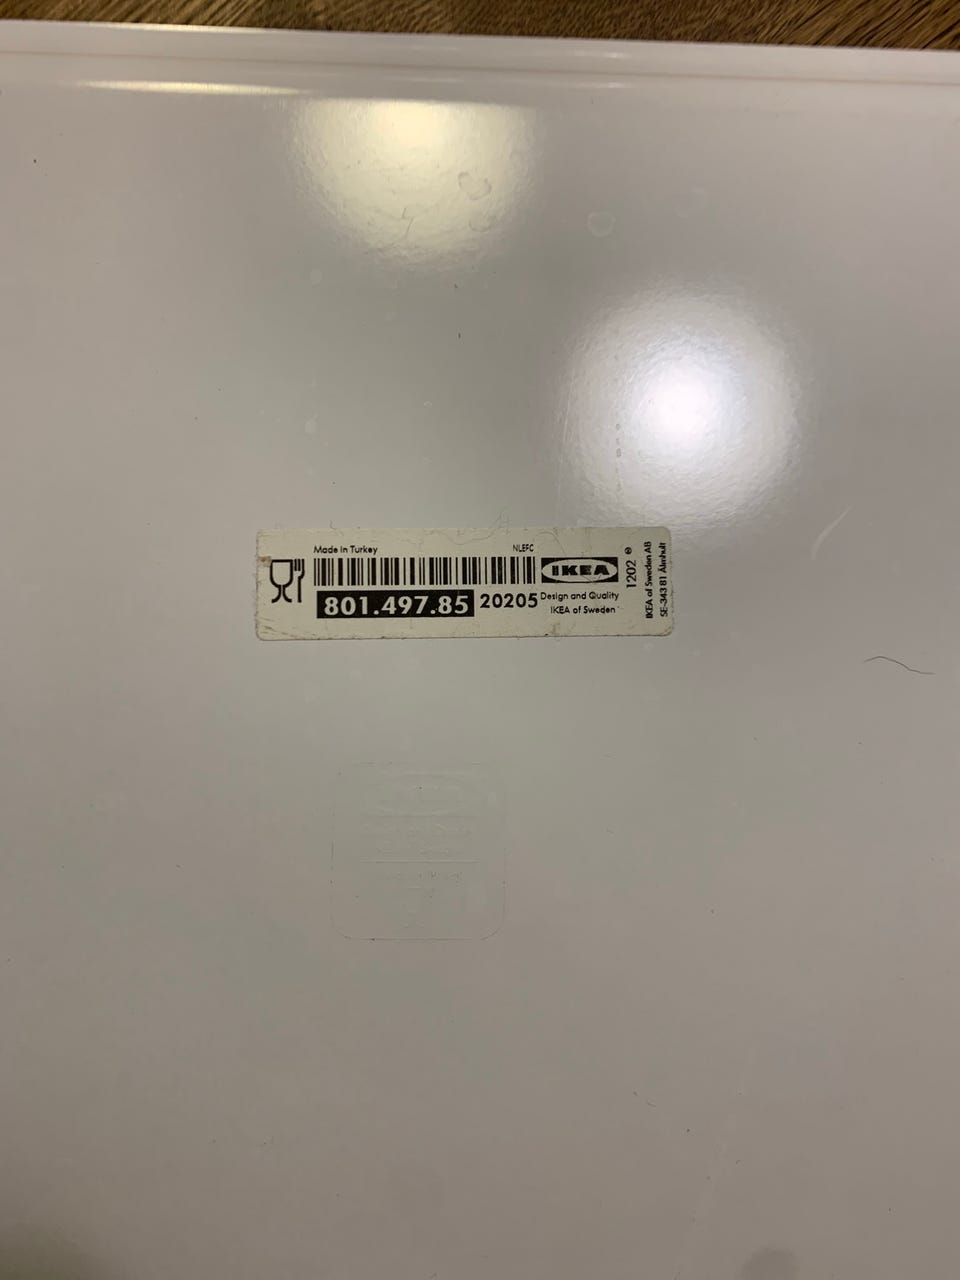 Made in Turkey
NLEFC
IKEA
801.497.85
20205
Design and Quality
IKEA of Sweden
1202
IKEA of Sweden AB
SE-343 81 Älmhult